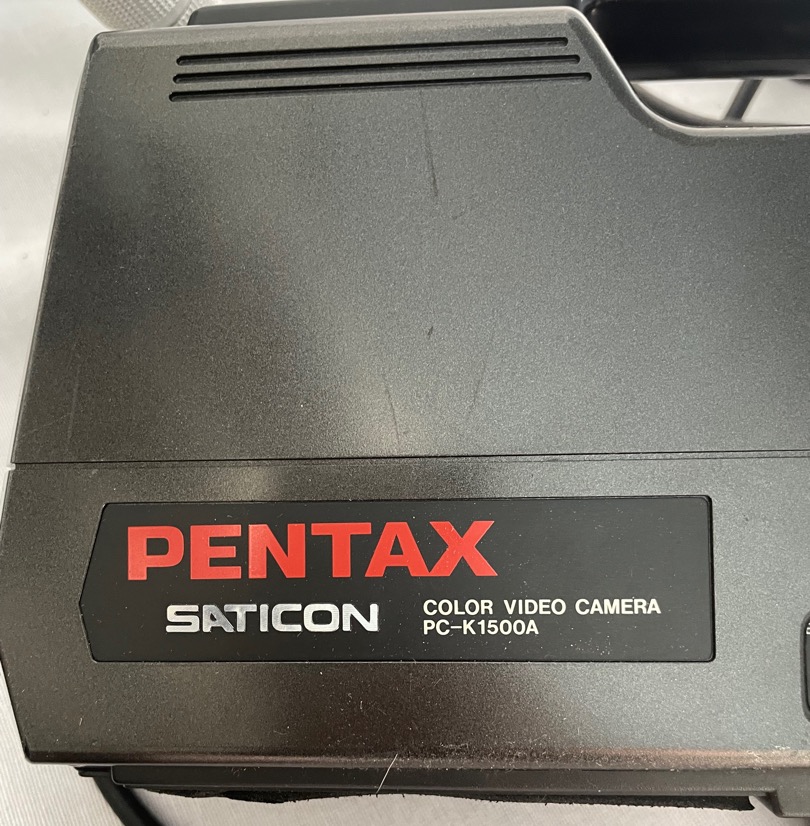 PENTAX
SATICON
COLOR VIDEO CAMERA
PC-K1500A